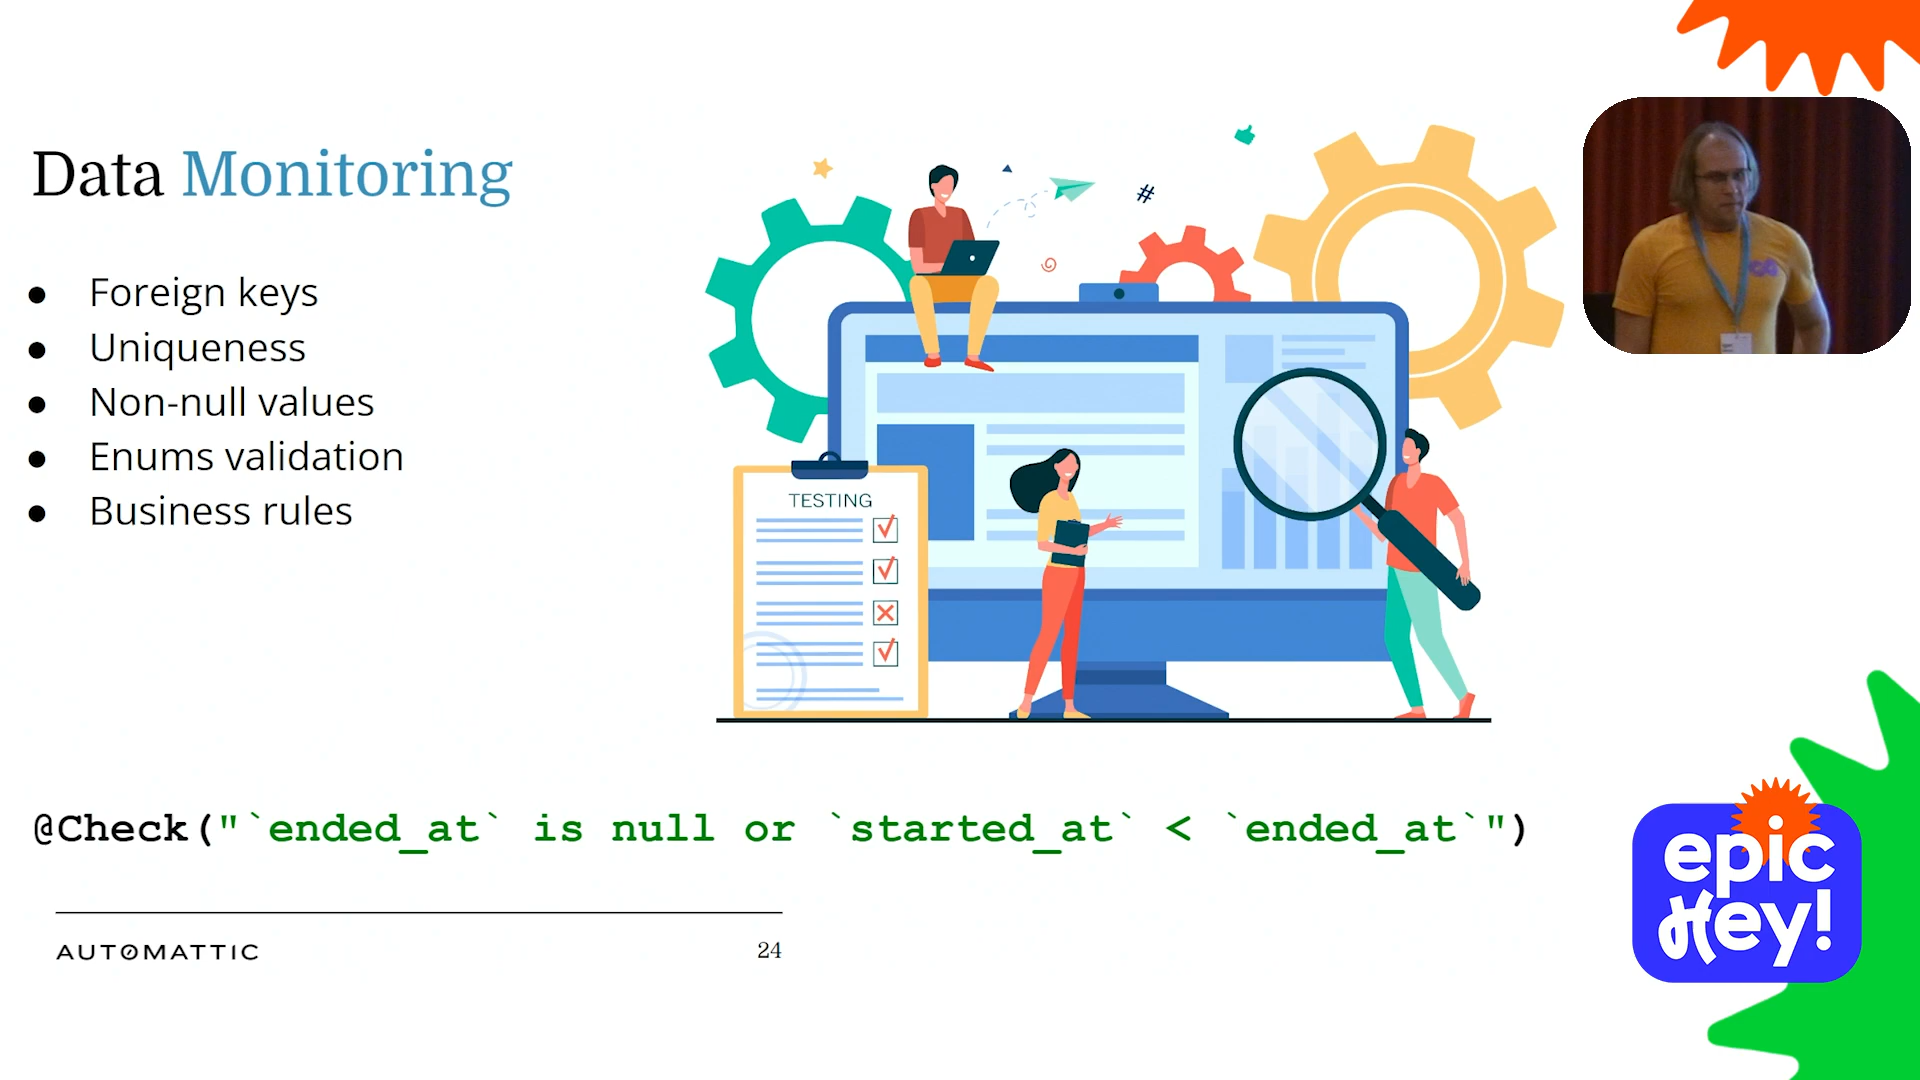 Data Monitoring
● Foreign keys
● Uniqueness
● Non-null values
● Enums validation
● Business rules
#
TESTING
@Check("`ended_at` is null or `started_at` < `ended_at`")
AUTOMATTIC
24
epic
Hey!